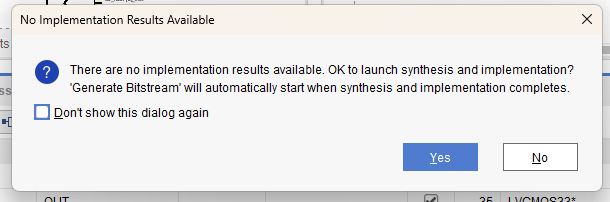 No Implementation Results Available
There are no implementation results available. OK to launch synthesis and implementation?
'Generate Bitstream' will automatically start when synthesis and implementation completes.
Don't show this dialog again
Yes
No
OUT 35 LVCMOS33*